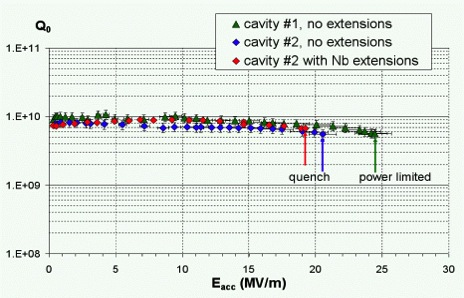 Q₀
cavity #1, no extensions
cavity #2, no extensions
cavity #2 with Nb extensions
1.E+11
1.E+10
1.E+09
1.E+08
quench
power limited
0 5 10 15 20 25 30
Eacc (MV/m)